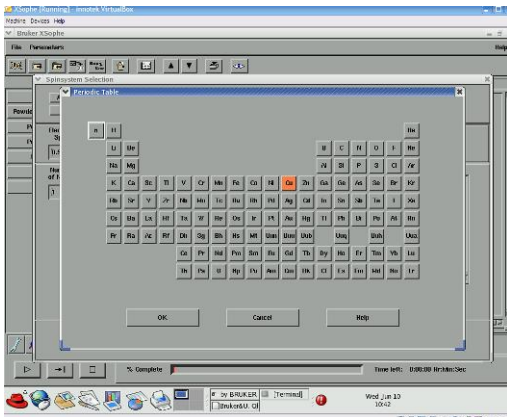 XSophe [Running] - innotek VirtualBox
Machine Devices Help
Bruker XSophe
File Parameters Help
Spinsystem Selection
Periodic Table
n H He
Li Be B C N O F Ne
Na Mg Al Si P S Cl Ar
K Ca Sc Ti V Cr Mn Fe Co Ni Cu Zn Ga Ge As Se Br Kr
Rb Sr Y Zr Nb Mo Tc Ru Rh Pd Ag Cd In Sn Sb Te I Xe
Cs Ba Lx Hf Ta W Re Os Ir Pt Au Hg Tl Pb Bi Po At Rn
Fr Ra Ac Rf Db Sg Bh Hs Mt Uun Uuu Uub Uuq Uuh Uuo
Ce Pr Nd Pm Sm Eu Gd Tb Dy Ho Er Tm Yb Lu
Th Pa U Np Pu Am Cm Bk Cf Es Fm Md No Lr
OK Cancel Help
% Complete
Time left: 0:00:00 Hr:Min:Sec
by BRUKER [Terminal]
Wed Jun 10
10:42